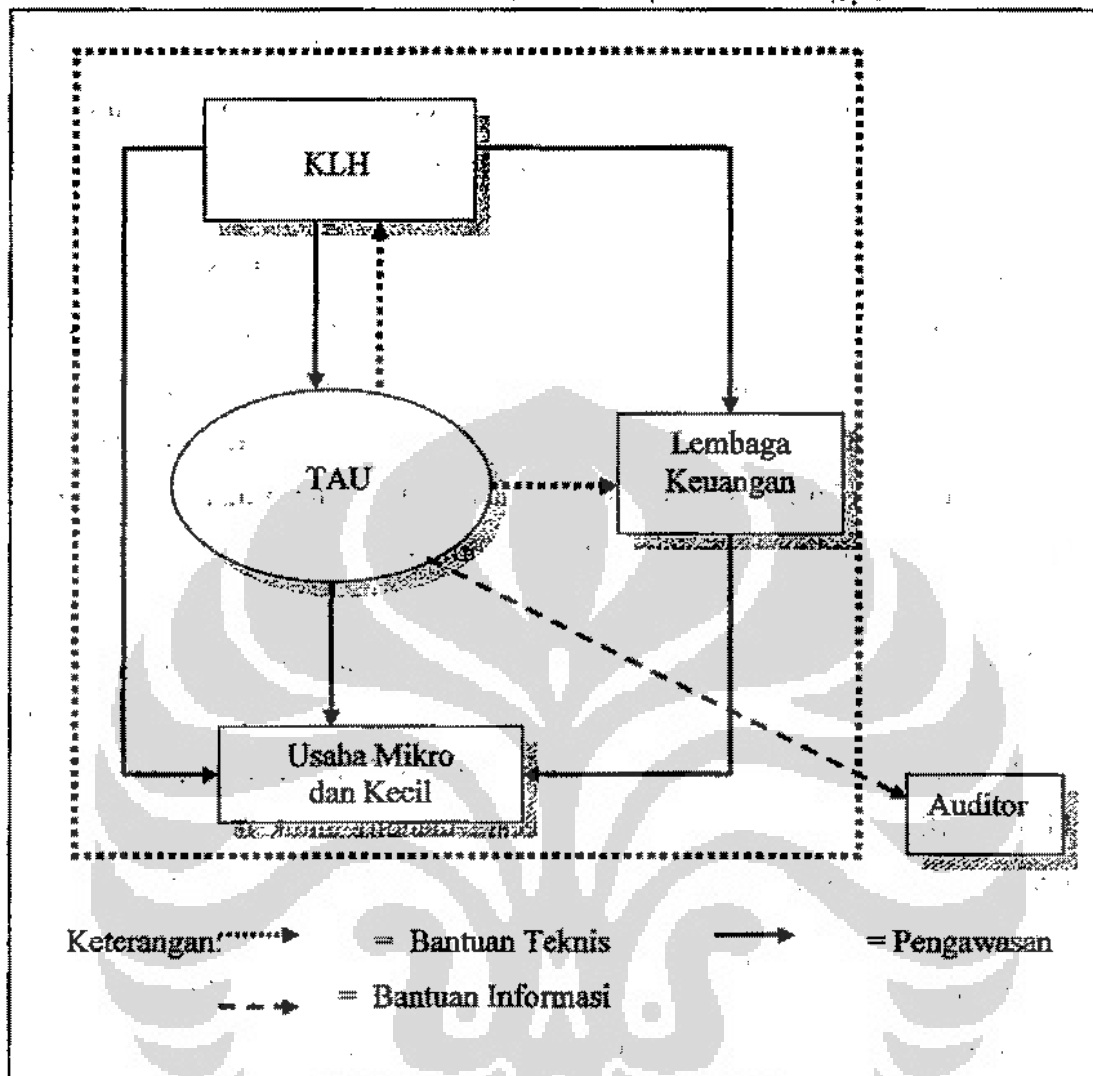 KLH
TAU
Lembaga
Keuangan
Usaha Mikro
dan Kecil
Auditor
Keterangan: = Bantuan Teknis = Pengawasan
= Bantuan Informasi